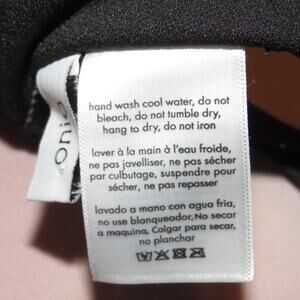 hand wash cool water, do not
bleach, do not tumble dry,
hang to dry, do not iron
laver à la main à l'eau froide,
ne pas javelliser, ne pas sécher
par culbutage, suspendre pour
sécher, ne pas repasser
lavado a mano con agua fria,
no use blanqueador, No secar
a maquina, Colgar para secar,
no planchar